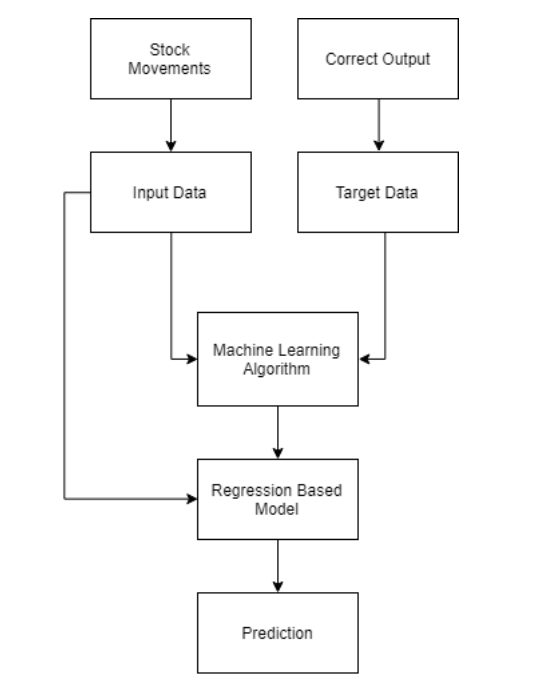 Stock
Movements
Correct Output
Input Data
Target Data
Machine Learning
Algorithm
Regression Based
Model
Prediction